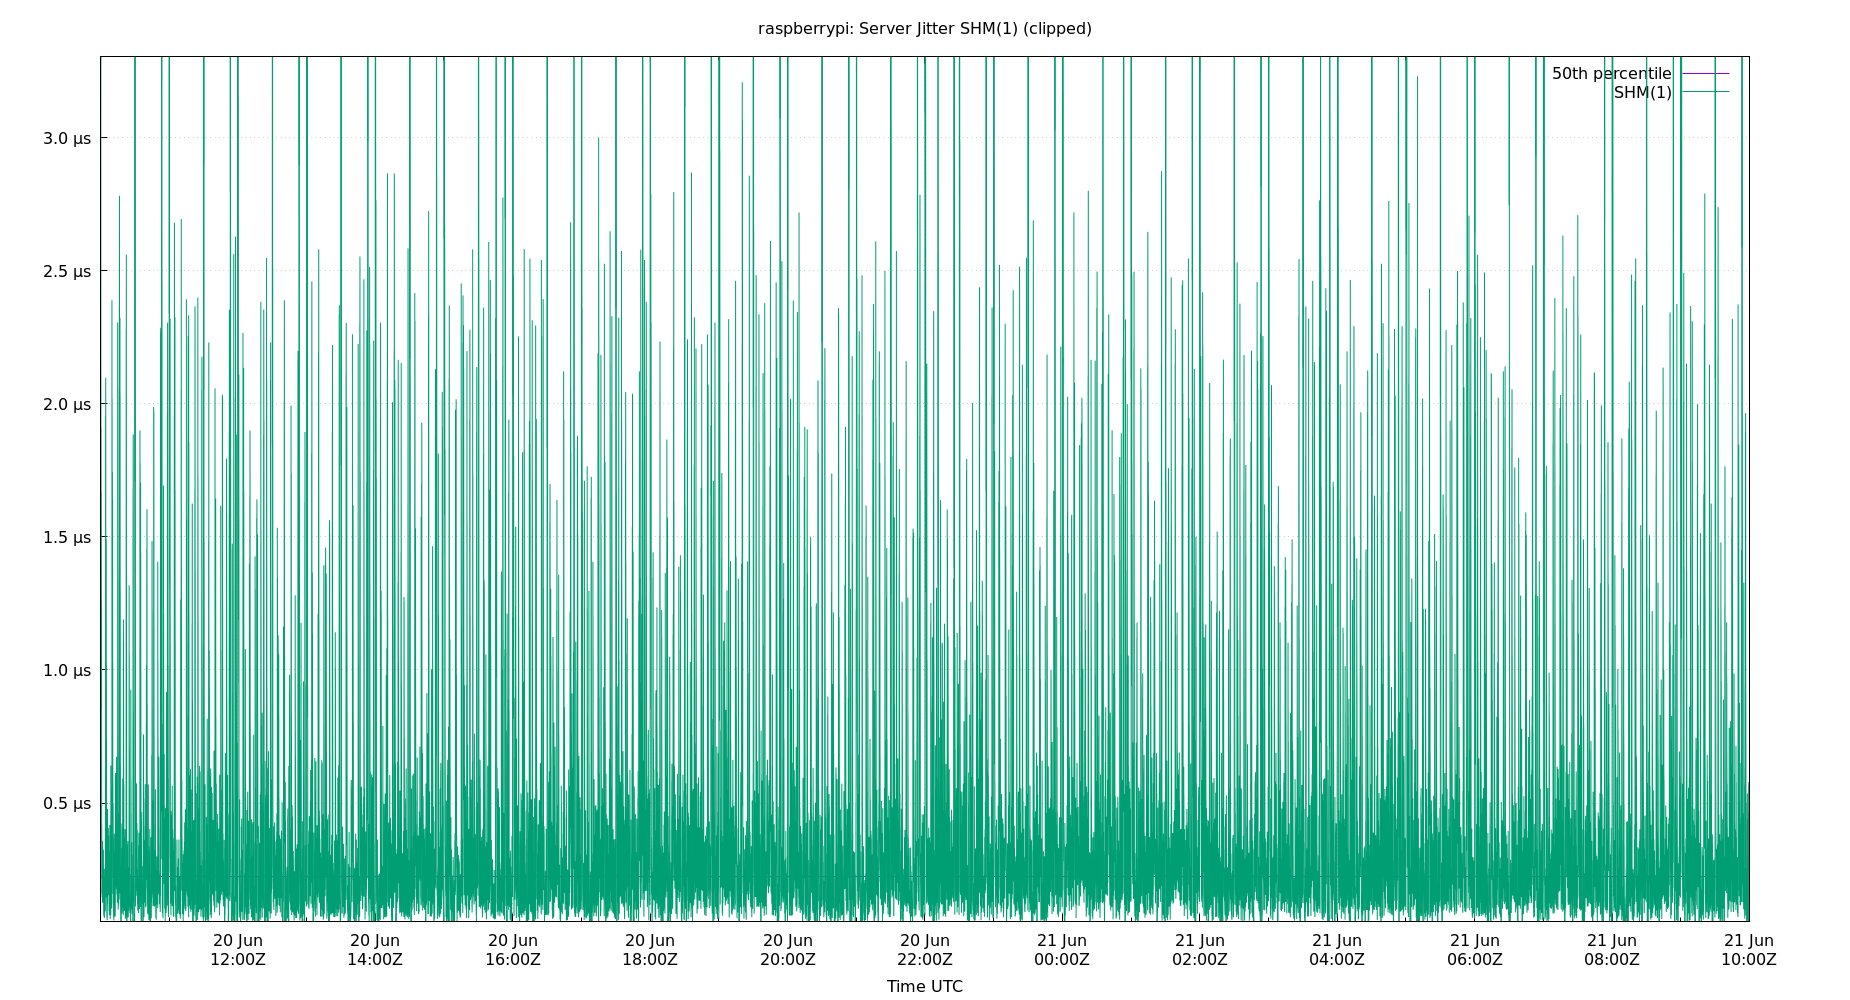 raspberrypi: Server Jitter SHM(1) (clipped)
50th percentile
SHM(1)
3.0 µs
2.5 µs
2.0 µs
1.5 µs
1.0 µs
0.5 µs
20 Jun 20 Jun 20 Jun 20 Jun 20 Jun 20 Jun 21 Jun 21 Jun 21 Jun 21 Jun 21 Jun 21 Jun
12:00Z 14:00Z 16:00Z 18:00Z 20:00Z 22:00Z 00:00Z 02:00Z 04:00Z 06:00Z 08:00Z 10:00Z
Time UTC